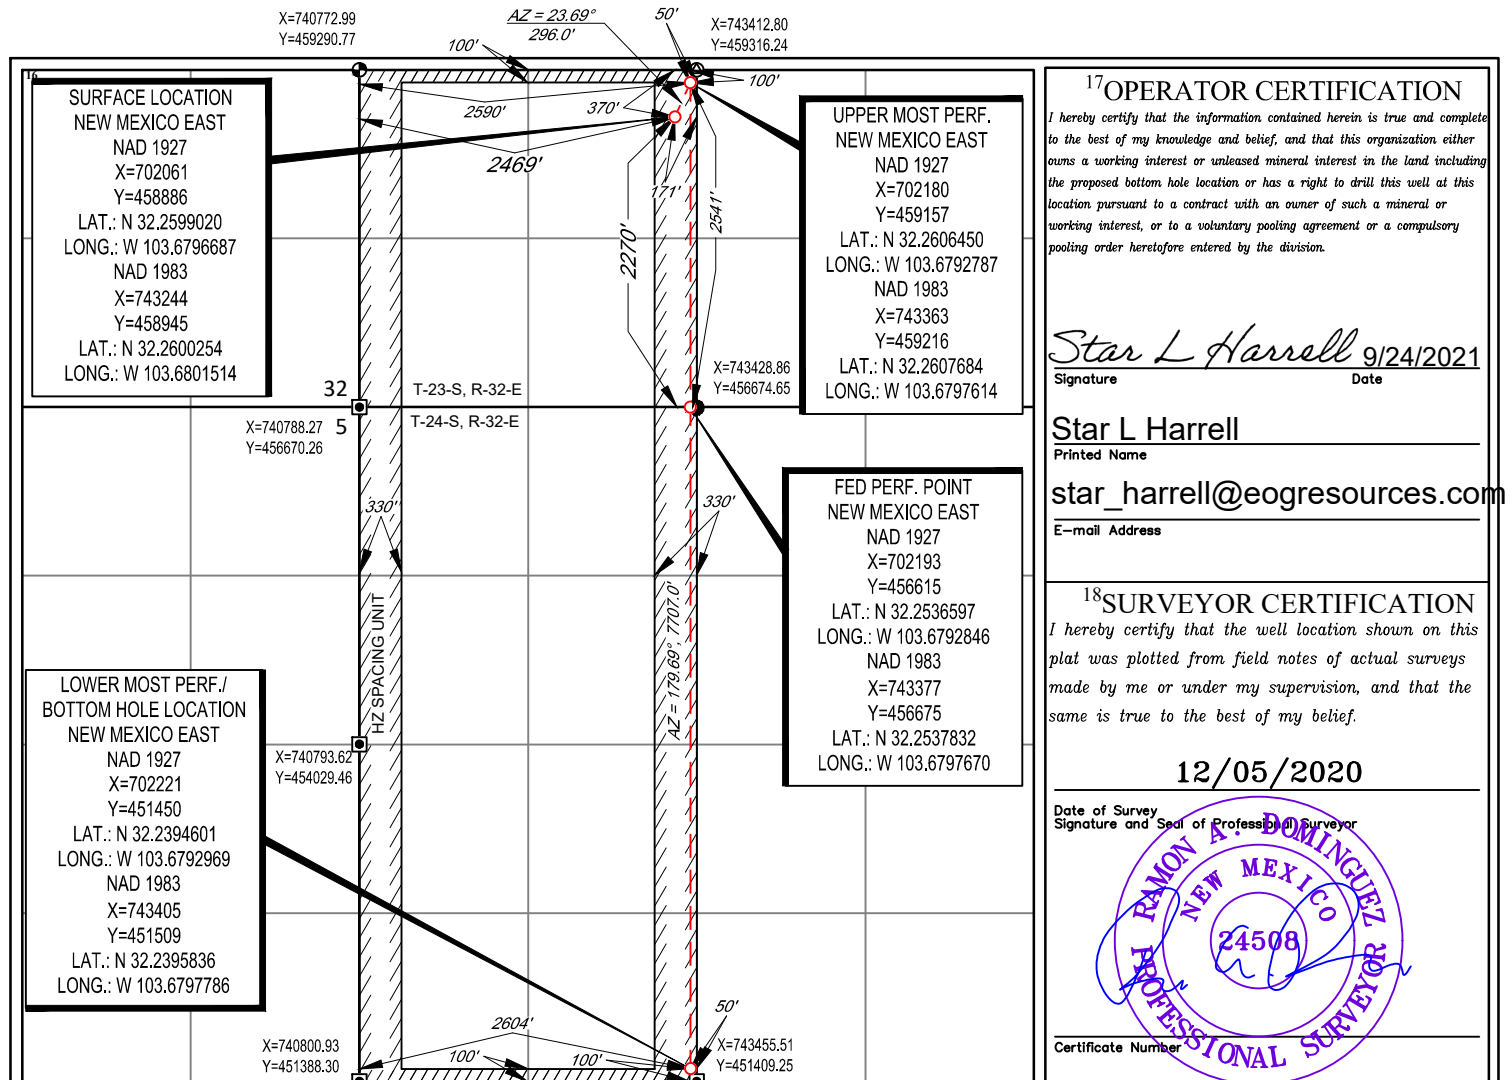 X=740772.99
Y=459290.77
AZ = 23.69°
296.0'
50'
X=743412.80
Y=459316.24
100'
100'
16
SURFACE LOCATION
NEW MEXICO EAST
NAD 1927
X=702061
Y=458886
LAT.: N 32.2599020
LONG.: W 103.6796687
NAD 1983
X=743244
Y=458945
LAT.: N 32.2600254
LONG.: W 103.6801514
2590'
370'
2469'
171'
2270'
2541'
UPPER MOST PERF.
NEW MEXICO EAST
NAD 1927
X=702180
Y=459157
LAT.: N 32.2606450
LONG.: W 103.6792787
NAD 1983
X=743363
Y=459216
LAT.: N 32.2607684
LONG.: W 103.6797614
32
T-23-S, R-32-E
X=743428.86
Y=456674.65
5
T-24-S, R-32-E
X=740788.27
Y=456670.26
FED PERF. POINT
NEW MEXICO EAST
NAD 1927
X=702193
Y=456615
LAT.: N 32.2536597
LONG.: W 103.6792846
NAD 1983
X=743377
Y=456675
LAT.: N 32.2537832
LONG.: W 103.6797670
330'
330'
HZ SPACING UNIT
AZ = 179.69°, 7707.0'
LOWER MOST PERF./
BOTTOM HOLE LOCATION
NEW MEXICO EAST
NAD 1927
X=702221
Y=451450
LAT.: N 32.2394601
LONG.: W 103.6792969
NAD 1983
X=743405
Y=451509
LAT.: N 32.2395836
LONG.: W 103.6797786
X=740793.62
Y=454029.46
2604'
50'
X=740800.93
Y=451388.30
100'
100'
X=743455.51
Y=451409.25
17OPERATOR CERTIFICATION
I hereby certify that the information contained herein is true and complete
to the best of my knowledge and belief, and that this organization either
owns a working interest or unleased mineral interest in the land including
the proposed bottom hole location or has a right to drill this well at this
location pursuant to a contract with an owner of such a mineral or
working interest, or to a voluntary pooling agreement or a compulsory
pooling order heretofore entered by the division.
Star L Harrell 9/24/2021
Signature Date
Star L Harrell
Printed Name
star_harrell@eogresources.com
E-mail Address
18SURVEYOR CERTIFICATION
I hereby certify that the well location shown on this
plat was plotted from field notes of actual surveys
made by me or under my supervision, and that the
same is true to the best of my belief.
12/05/2020
Date of Survey
Signature and Seal of Professional Surveyor
RAMON A. DOMINGUEZ
NEW MEXICO
24508
PROFESSIONAL SURVEYOR
Certificate Number